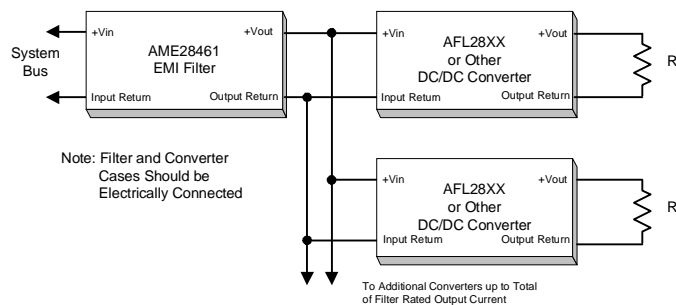 System
Bus
+Vin
+Vout
AME28461
EMI Filter
Input Return
Output Return
+Vin
+Vout
AFL28XX
or Other
DC/DC Converter
Input Return
Output Return
R
Note: Filter and Converter
Cases Should be
Electrically Connected
+Vin
+Vout
AFL28XX
or Other
DC/DC Converter
Input Return
Output Return
R
To Additional Converters up to Total
of Filter Rated Output Current